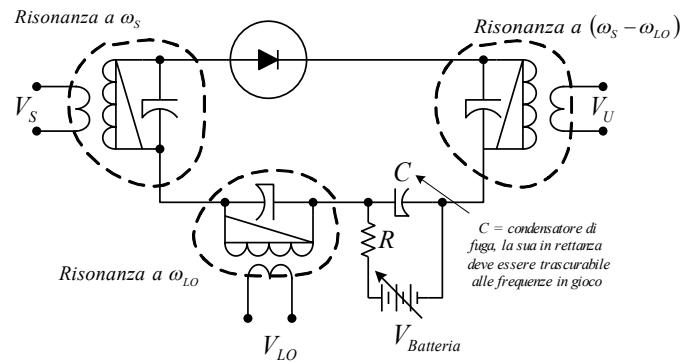 Risonanza a ω_S
Risonanza a (ω_S − ω_LO)
V_S
V_U
C
C = condensatore di
fuga, la sua in rettanza
deve essere trascurabile
alle frequenze in gioco
R
Risonanza a ω_LO
V_Batteria
V_LO